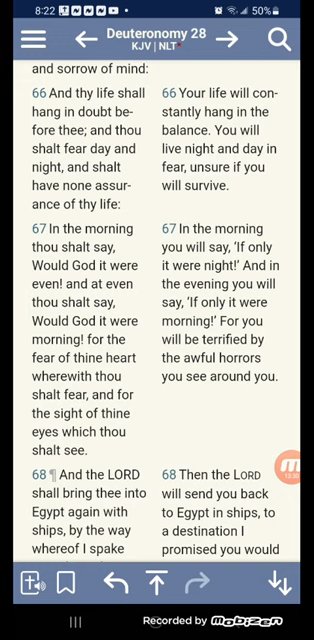 8:22 50%
Deuteronomy 28
KJV | NLT
and sorrow of mind:
66 And thy life shall
hang in doubt be-
fore thee; and thou
shalt fear day and
night, and shalt
have none assur-
ance of thy life:
66 Your life will con-
stantly hang in the
balance. You will
live night and day in
fear, unsure if you
will survive.
67 In the morning
thou shalt say,
Would God it were
even! and at even
thou shalt say,
Would God it were
morning! for the
fear of thine heart
wherewith thou
shalt fear, and for
the sight of thine
eyes which thou
shalt see.
67 In the morning
you will say, ‘If only
it were night!’ And in
the evening you will
say, ‘If only it were
morning!’ For you
will be terrified by
the awful horrors
you see around you.
68 ¶ And the LORD
shall bring thee into
Egypt again with
ships, by the way
whereof I spake
68 Then the LORD
will send you back
to Egypt in ships, to
a destination I
promised you would
Recorded by Mobizen